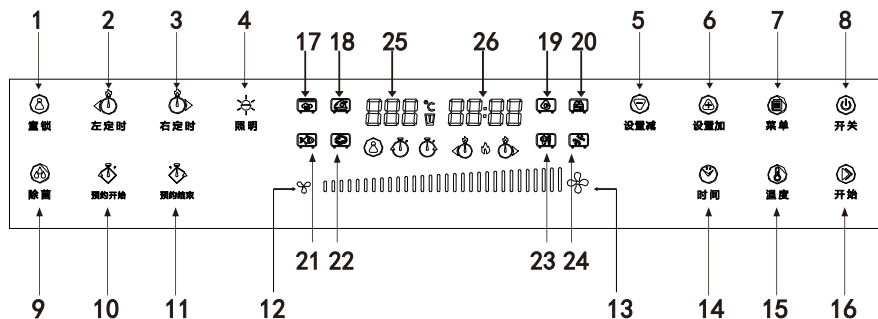 1 2 3 4 17 18 25 26 19 20 5 6 7 8
童锁 左定时 右定时 照明 888 ℃ 88:88 设置减 设置加 菜单 开关
除菌 预约开始 预约结束 时间 温度 开始
9 10 11 12 21 22 23 24 13 14 15 16